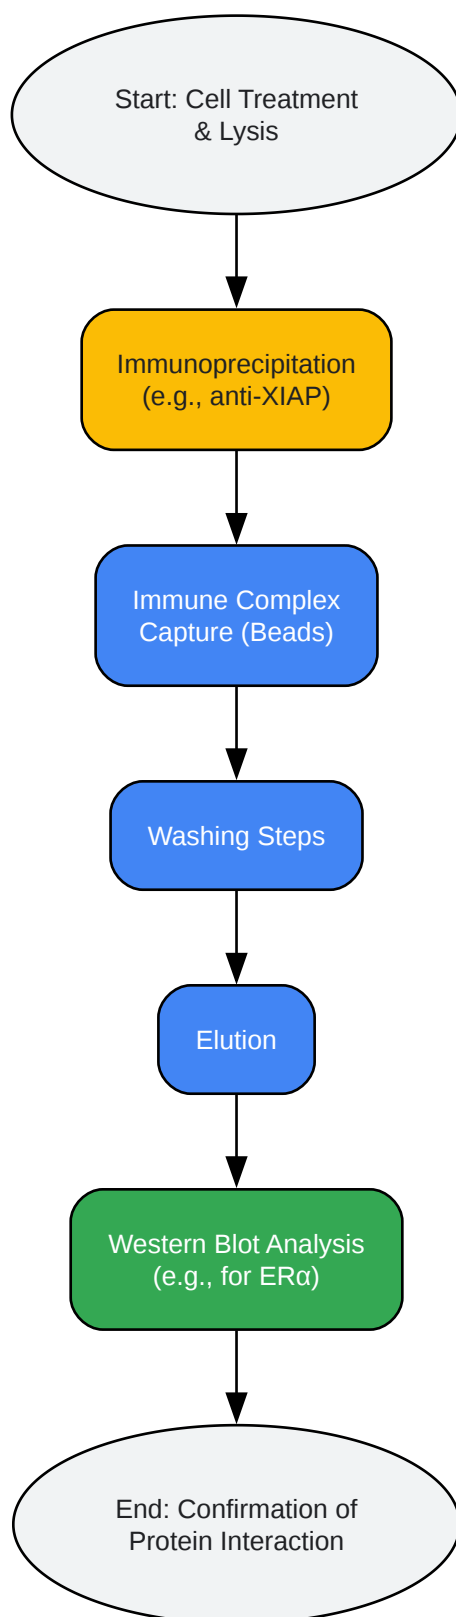 Start: Cell Treatment
& Lysis
Immunoprecipitation
(e.g., anti-XIAP)
Immune Complex
Capture (Beads)
Washing Steps
Elution
Western Blot Analysis
(e.g., for ERα)
End: Confirmation of
Protein Interaction